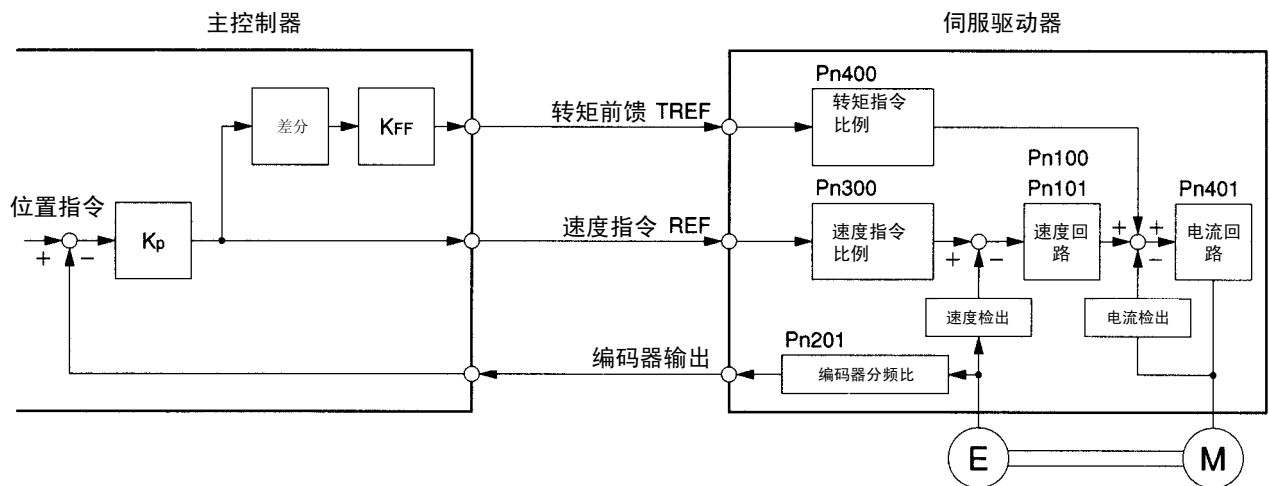 主控制器
伺服驱动器
Pn400
差分
KFF
转矩前馈 TREF
转矩指令
比例
Pn100
位置指令
Kp
速度指令 REF
Pn300
速度指令
比例
Pn101
速度回
路
Pn401
电流回
路
+
-
+
-
+
+
-
速度检出
电流检出
编码器输出
Pn201
编码器分频比
E
M